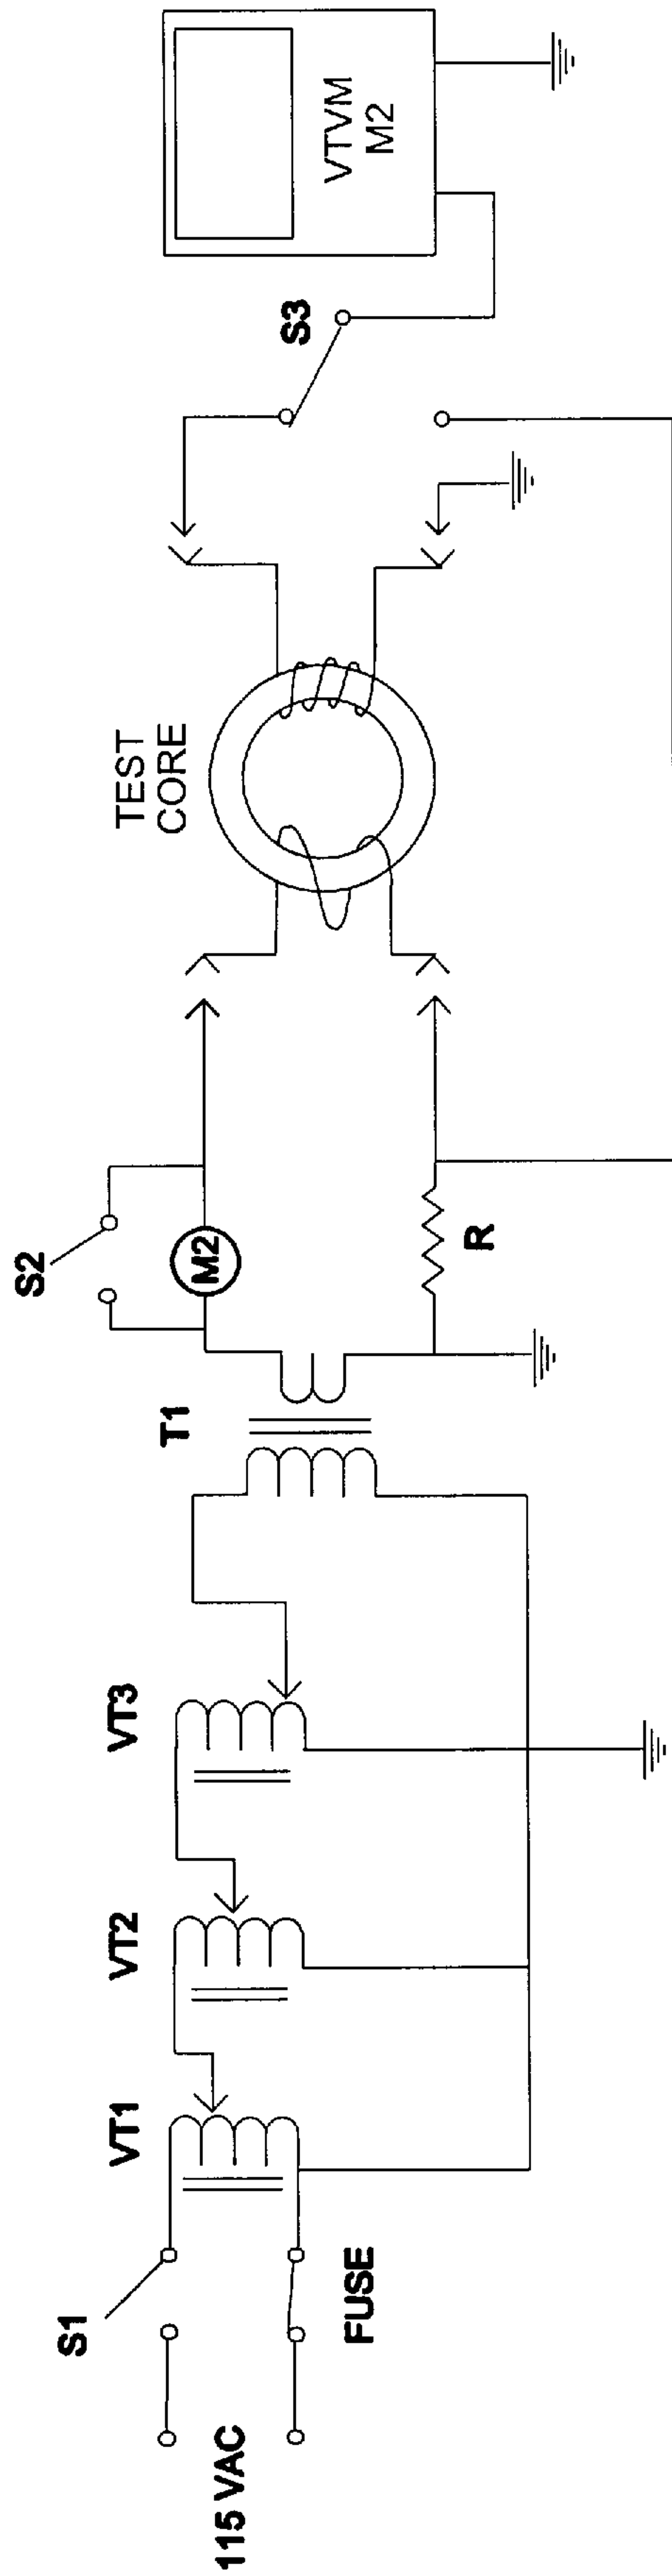 115 VAC
S1
FUSE
VT1
VT2
VT3
T1
S2
M2
R
TEST
CORE
S3
VTVM
M2